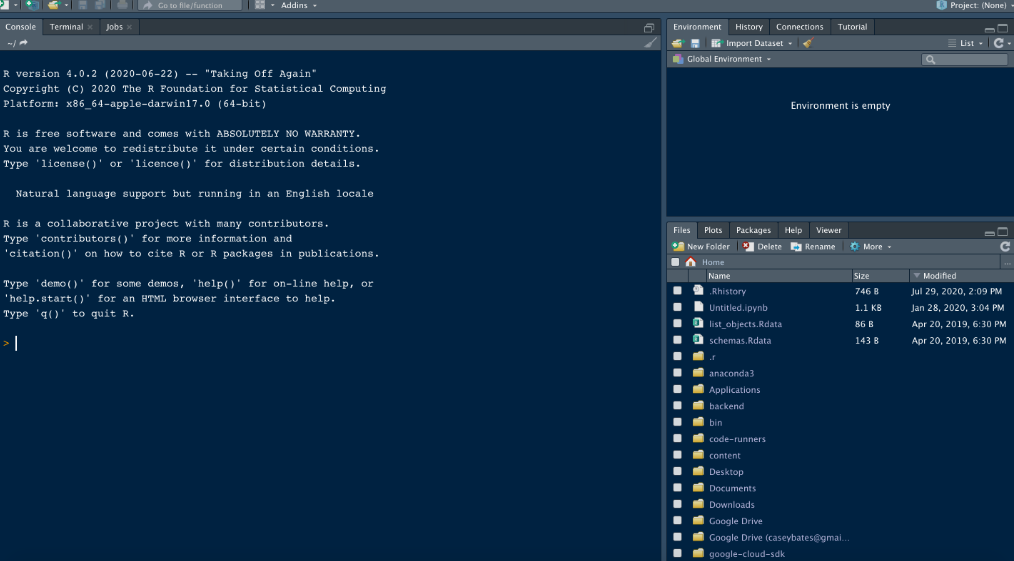 Go to file/function
Addins
Project: (None)
Console
Terminal
Jobs
~/
R version 4.0.2 (2020-06-22) -- "Taking Off Again"
Copyright (C) 2020 The R Foundation for Statistical Computing
Platform: x86_64-apple-darwin17.0 (64-bit)
R is free software and comes with ABSOLUTELY NO WARRANTY.
You are welcome to redistribute it under certain conditions.
Type 'license()' or 'licence()' for distribution details.
Natural language support but running in an English locale
R is a collaborative project with many contributors.
Type 'contributors()' for more information and
'citation()' on how to cite R or R packages in publications.
Type 'demo()' for some demos, 'help()' for on-line help, or
'help.start()' for an HTML browser interface to help.
Type 'q()' to quit R.
>
Environment History Connections Tutorial
Import Dataset List
Global Environment
Environment is empty
Files Plots Packages Help Viewer
New Folder Delete Rename More
Home ...
Name Size Modified
.Rhistory 746 B Jul 29, 2020, 2:09 PM
Untitled.ipynb 1.1 KB Jan 28, 2020, 3:04 PM
list_objects.Rdata 86 B Apr 20, 2019, 6:30 PM
schemas.Rdata 143 B Apr 20, 2019, 6:30 PM
.r
anaconda3
Applications
backend
bin
code-runners
content
Desktop
Documents
Downloads
Google Drive
Google Drive (caseybates@gmai...
google-cloud-sdk